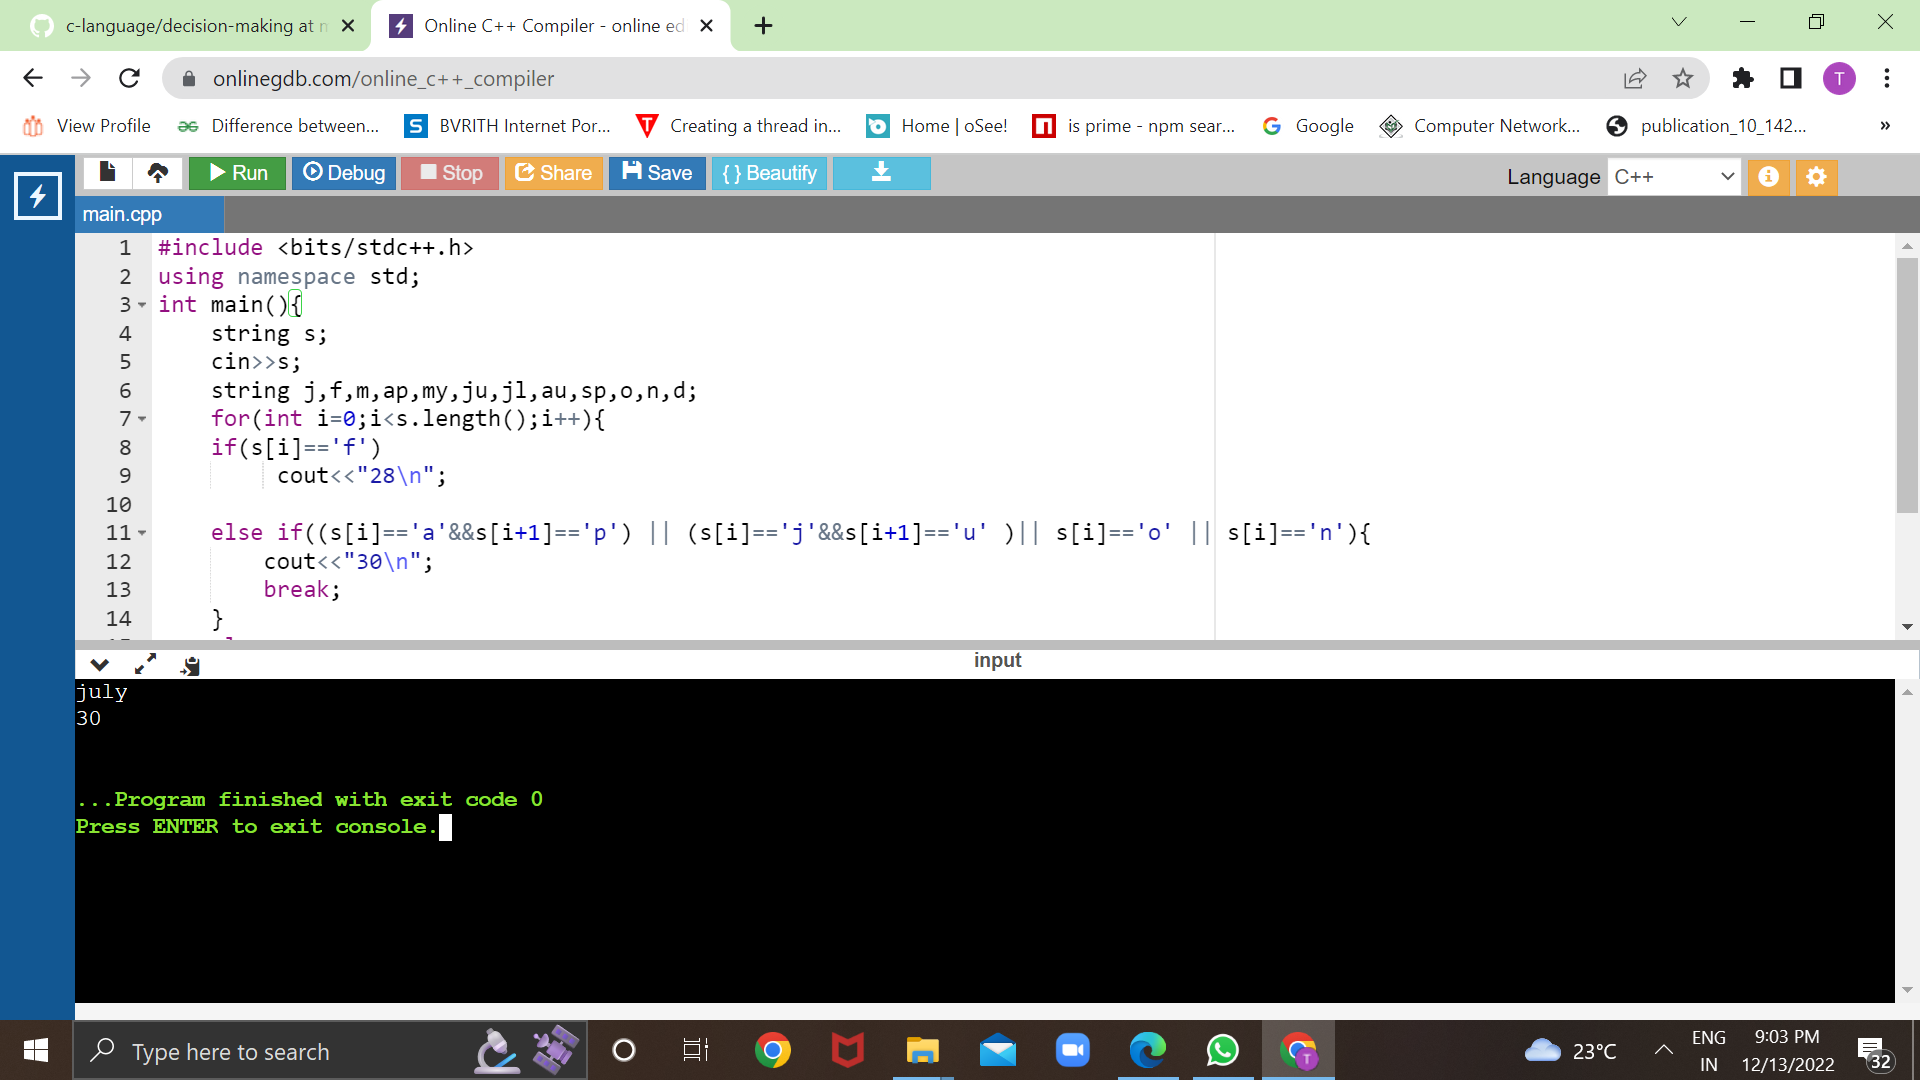 c-language/decision-making at
Online C++ Compiler - online ed
onlinegdb.com/online_c++_compiler
T
View Profile
Difference between...
BVRITH Internet Por...
Creating a thread in...
Home | oSee!
is prime - npm sear...
Google
Computer Network...
publication_10_142...
»
Run
Debug
Stop
Share
Save
{ } Beautify
Language C++
main.cpp
1 #include <bits/stdc++.h>
2 using namespace std;
3 int main(){
4 string s;
5 cin>>s;
6 string j,f,m,ap,my,ju,jl,au,sp,o,n,d;
7 for(int i=0;i<s.length();i++){
8 if(s[i]=='f')
9 cout<<"28\n";
10
11 else if((s[i]=='a'&&s[i+1]=='p') || (s[i]=='j'&&s[i+1]=='u' )|| s[i]=='o' || s[i]=='n'){
12 cout<<"30\n";
13 break;
14 }
input
july
30
...Program finished with exit code 0
Press ENTER to exit console.
Type here to search
T
23°C
ENG
IN
9:03 PM
12/13/2022
32